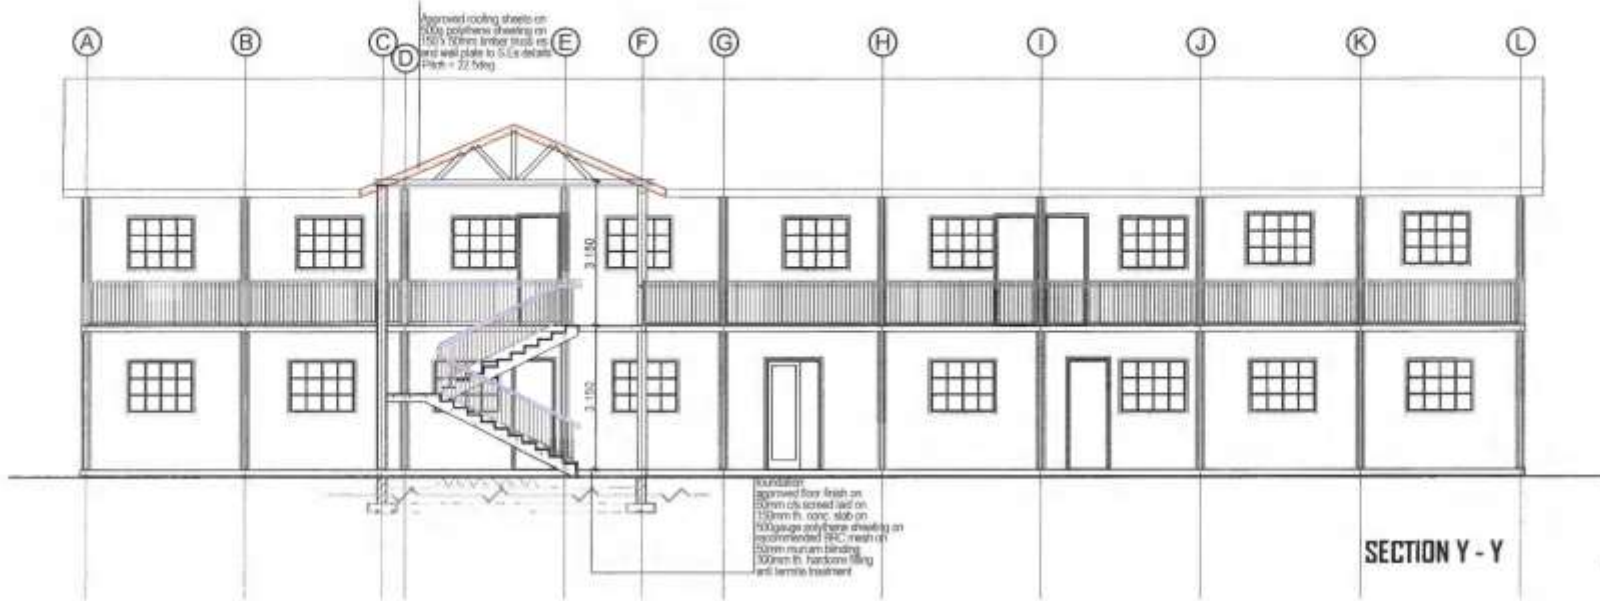 A B C D E F G H I J K L
Approved roofing sheets on
500g polythene sheeting on
150 x 50mm timber truss es
and wall plate to S.Es details
Pitch = 22.5deg
3.150
3.150
foundation
approved floor finish on
50mm c/s screed laid on
150mm th. conc. slab on
500gauge polythene sheeting on
recommended BRC mesh on
50mm murram blinding
300mm th. hardcore filling
anti termite treatment
SECTION Y - Y